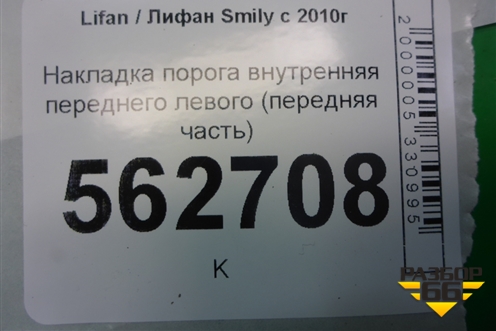 Lifan / Лифан Smily с 2010г
Накладка порога внутренняя
переднего левого (передняя
часть)
562708
К
2000005330995
РАЗБОР
66